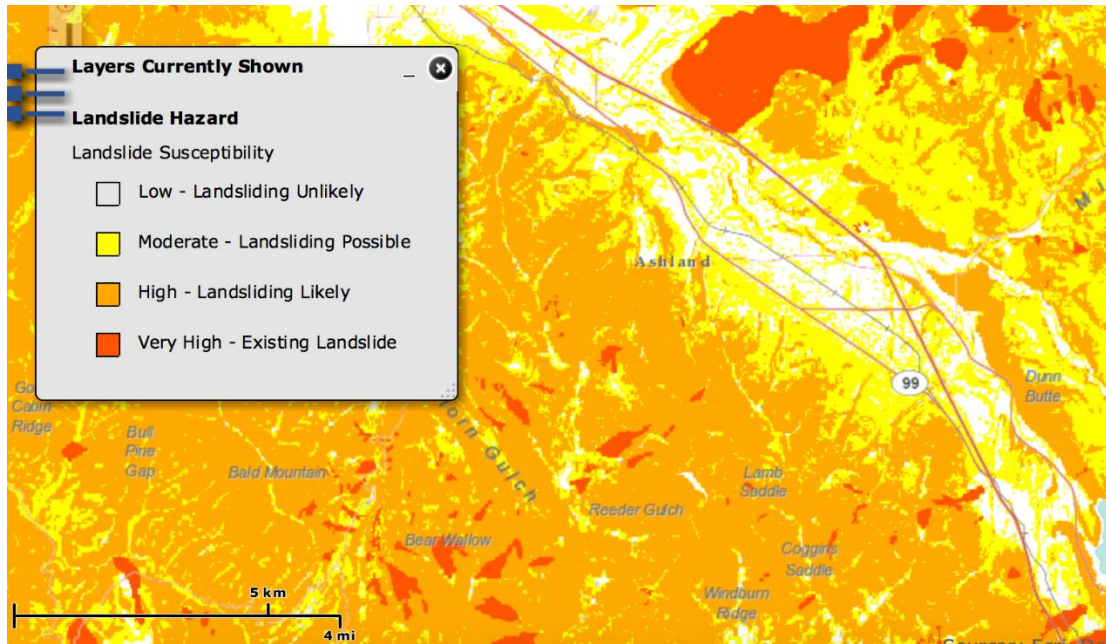 Layers Currently Shown
Landslide Hazard
Landslide Susceptibility
Low - Landsliding Unlikely
Moderate - Landsliding Possible
High - Landsliding Likely
Very High - Existing Landslide
Ashland
99
Dunn
Butte
Cabin
Ridge
Bull
Pine
Gap
Bald Mountain
Gulch
Lamb
Saddle
Reeder Gulch
Bear Wallow
Coggins
Saddle
Windburn
Ridge
5 km
4 mi